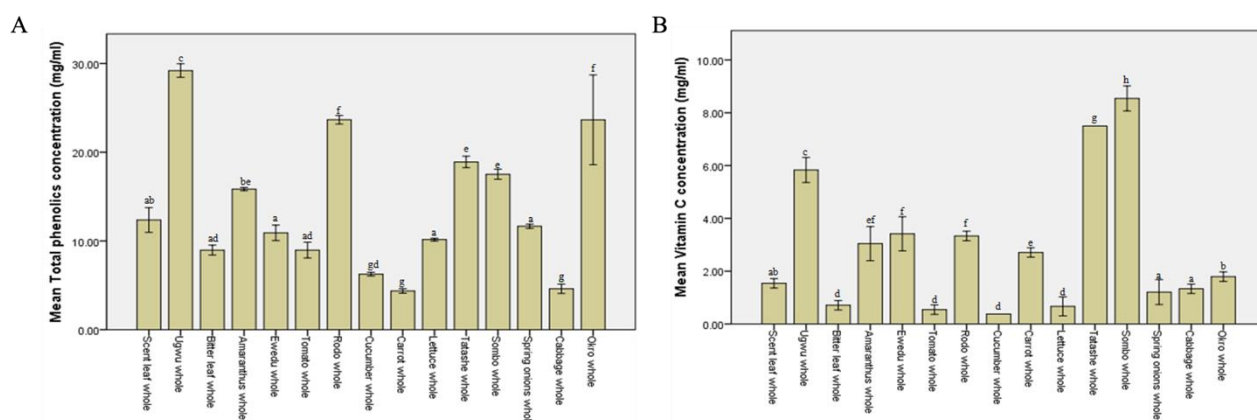 A
Mean Total phenolics concentration (mg/ml)
30.00
20.00
10.00
0.00
ab
c
ad
be
a
ad
f
gd
g
a
e
e
a
g
f
Scent leaf whole
Ugwu whole
Bitter leaf whole
Amaranthus whole
Ewedu whole
Tomato whole
Rodo whole
Cucumber whole
Carrot whole
Lettuce whole
Tatashe whole
Sombo whole
Spring onions whole
Cabbage whole
Okro whole
B
Mean Vitamin C concentration (mg/ml)
10.00
8.00
6.00
4.00
2.00
0.00
ab
c
d
ef
f
d
f
d
e
d
g
h
a
a
b
Scent leaf whole
Ugwu whole
Bitter leaf whole
Amaranthus whole
Ewedu whole
Tomato whole
Rodo whole
Cucumber whole
Carrot whole
Lettuce whole
Tatashe whole
Sombo whole
Spring onions whole
Cabbage whole
Okro whole